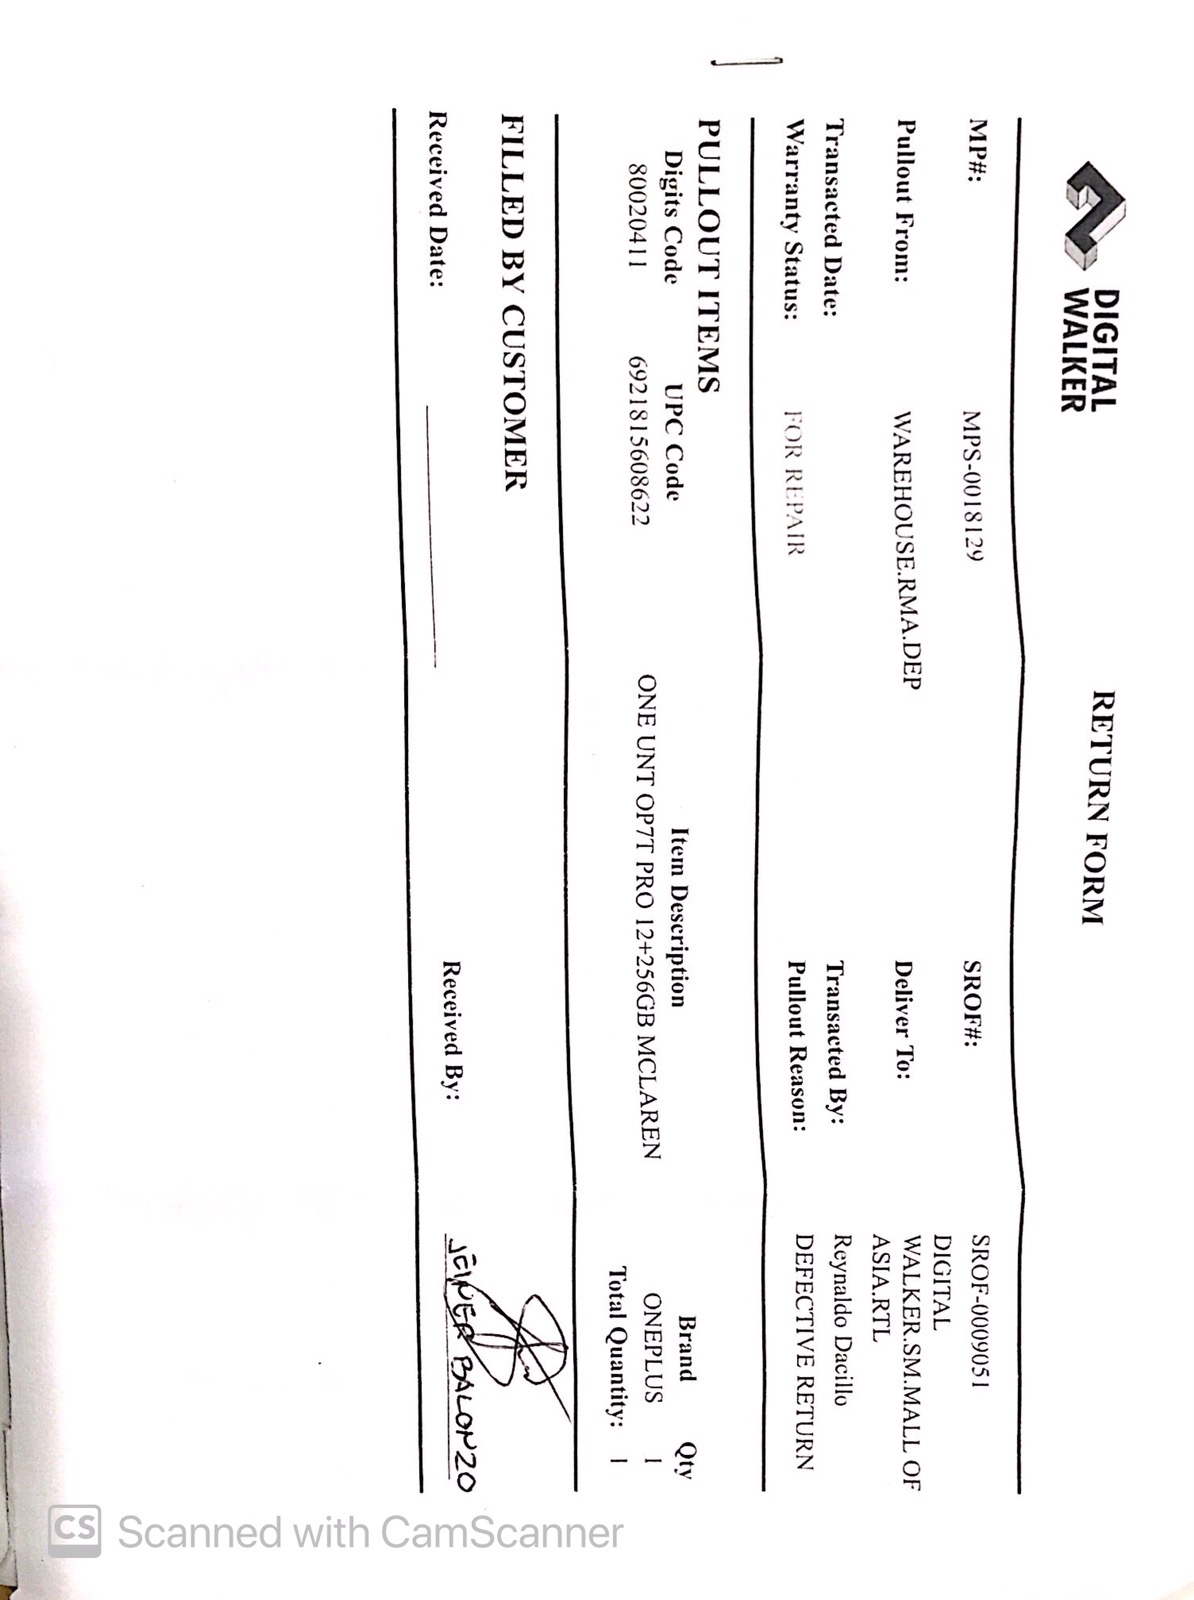 DIGITAL
WALKER
RETURN FORM
MP#: MPS-0018129 SROF#: SROF-0009051
Pullout From: WAREHOUSE.RMA.DEP Deliver To: DIGITAL
WALKER.SM.MALL OF
ASIA.RTL
Transacted Date: Transacted By: Reynaldo Dacillo
Warranty Status: FOR REPAIR Pullout Reason: DEFECTIVE RETURN
PULLOUT ITEMS
Digits Code UPC Code Item Description Brand Qty
80020411 6921815608622 ONE UNT OP7T PRO 12+256GB MCLAREN ONEPLUS 1
Total Quantity: 1
FILLED BY CUSTOMER
Received Date: Received By: BALONZO
CS Scanned with CamScanner